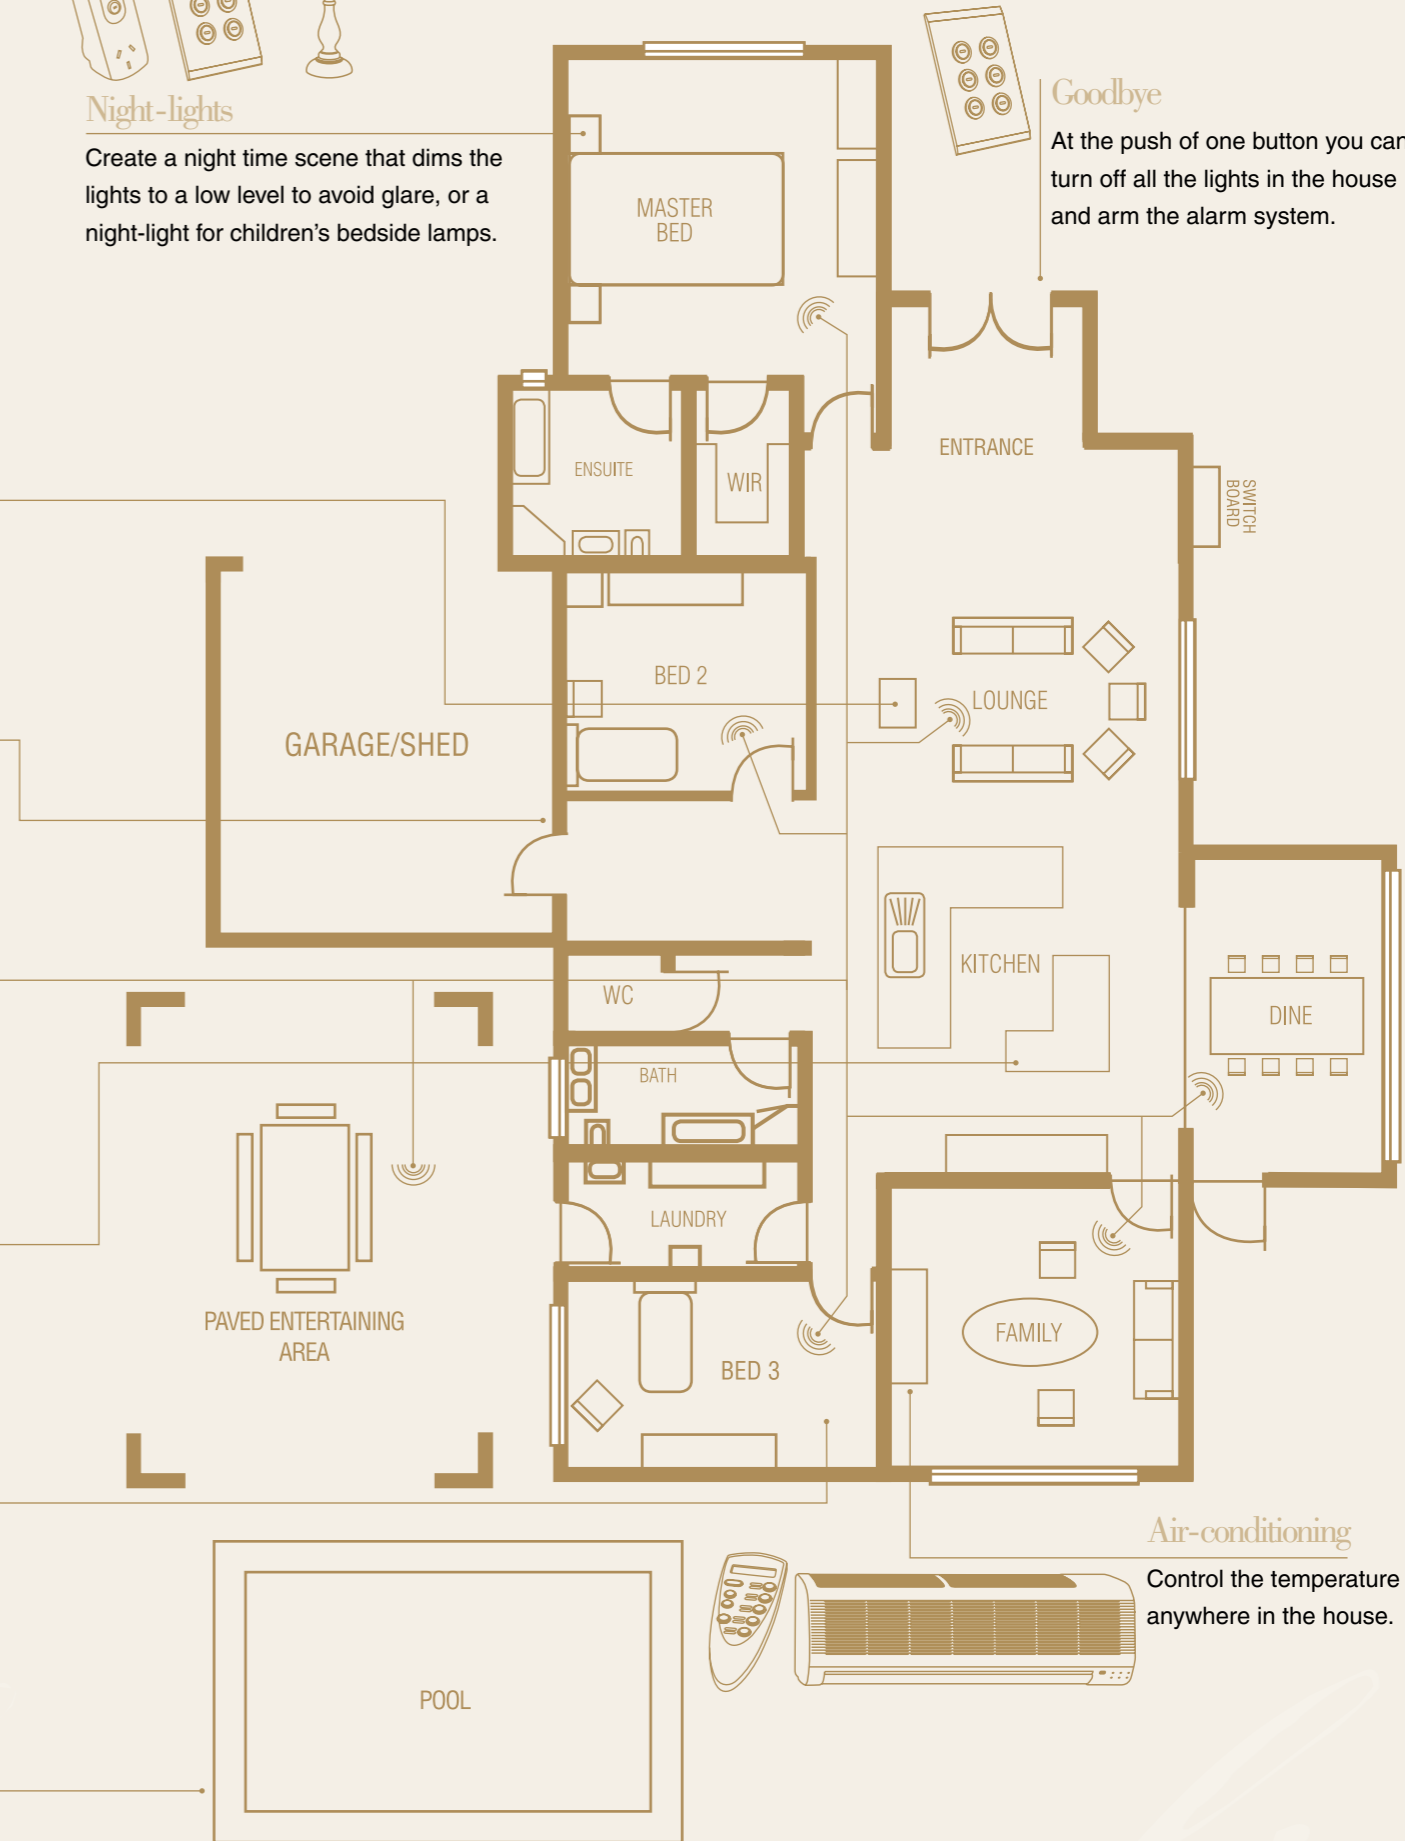 Night-lights
Create a night time scene that dims the
lights to a low level to avoid glare, or a
night-light for children’s bedside lamps.
Goodbye
At the push of one button you can
turn off all the lights in the house
and arm the alarm system.
MASTER
BED
ENSUITE
WIR
ENTRANCE
SWITCH
BOARD
BED 2
LOUNGE
GARAGE/SHED
KITCHEN
WC
DINE
BATH
LAUNDRY
PAVED ENTERTAINING
AREA
BED 3
FAMILY
Air-conditioning
Control the temperature
anywhere in the house.
POOL